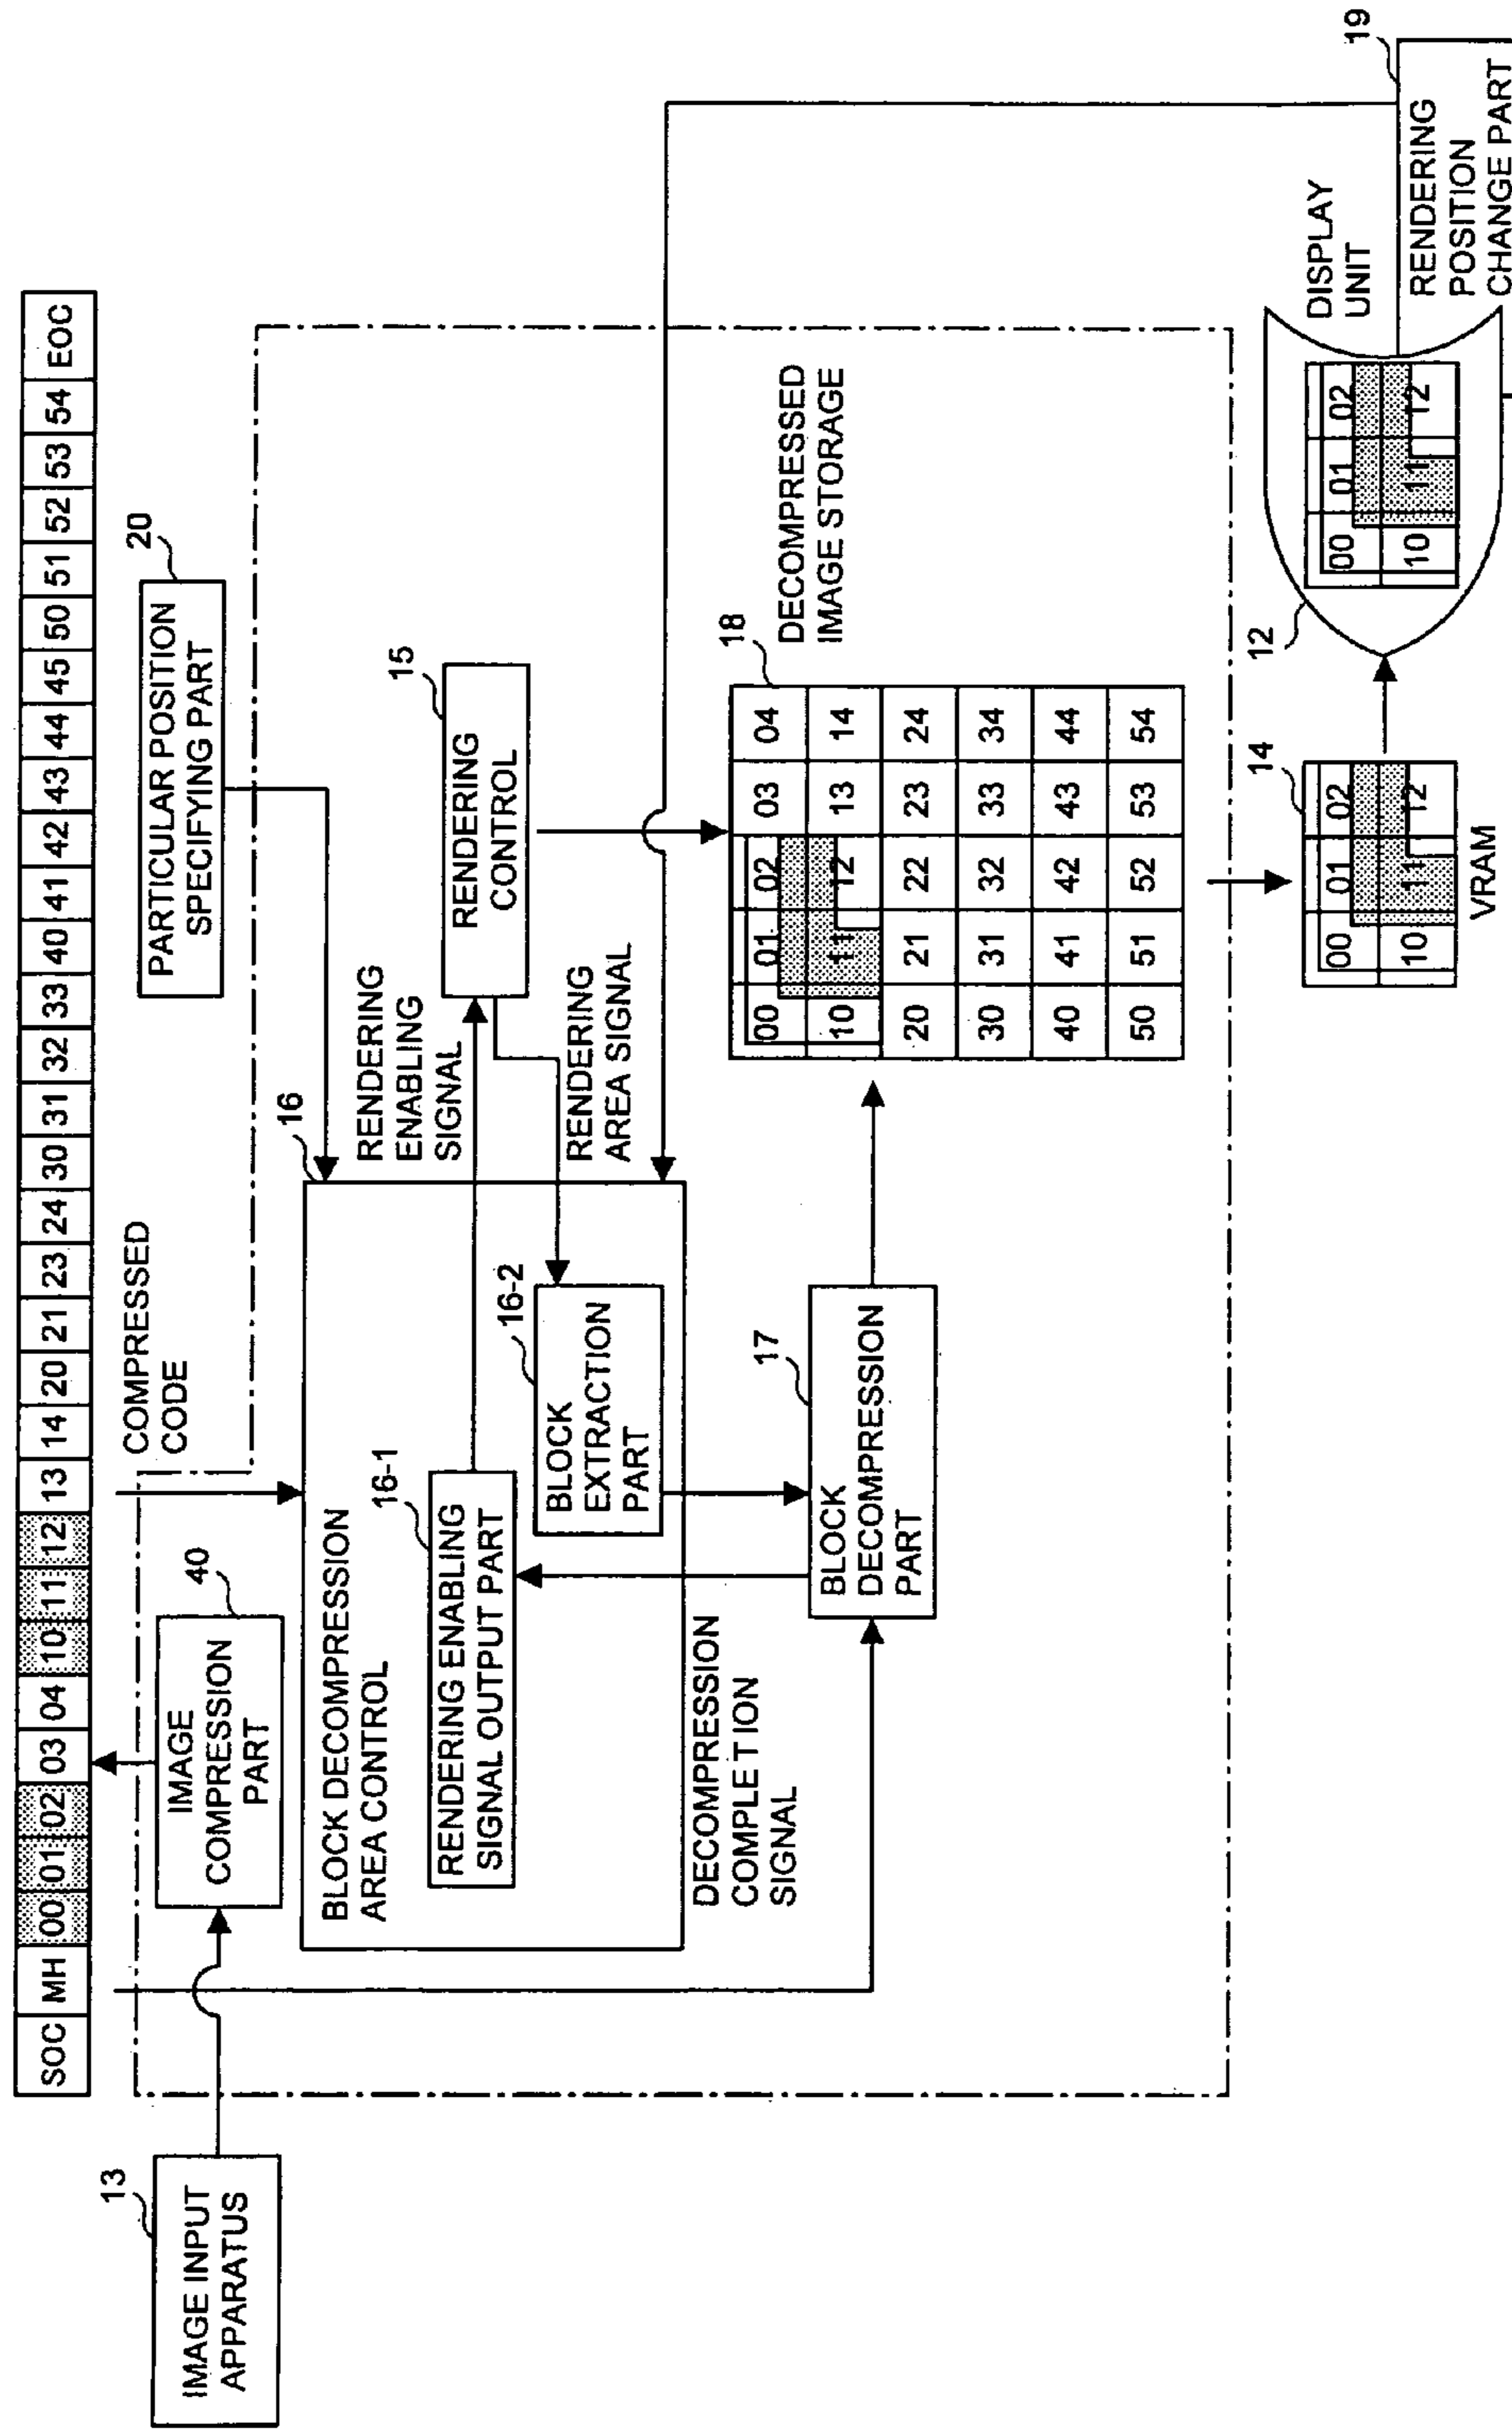 SOC MH 00 01 02 03 04 10 11 12 13 14 20 21 23 24 30 31 32 33 40 41 42 43 44 45 50 51 52 53 54 EOC
COMPRESSED
CODE
13
IMAGE INPUT
APPARATUS
40
IMAGE
COMPRESSION
PART
20
PARTICULAR POSITION
SPECIFYING PART
16
BLOCK DECOMPRESSION
AREA CONTROL
16-1
RENDERING ENABLING
SIGNAL OUTPUT PART
16-2
BLOCK
EXTRACTION
PART
RENDERING
ENABLING
SIGNAL
15
RENDERING
CONTROL
RENDERING
AREA SIGNAL
DECOMPRESSION
COMPLETION
SIGNAL
17
BLOCK
DECOMPRESSION
PART
18
DECOMPRESSED
IMAGE STORAGE
00 01 02 03 04
10 11 12 13 14
20 21 22 23 24
30 31 32 33 34
40 41 42 43 44
50 51 52 53 54
14
00 01 02
10 11 12
VRAM
12
00 01 02
10 11 12
DISPLAY
UNIT
19
RENDERING
POSITION
CHANGE PART